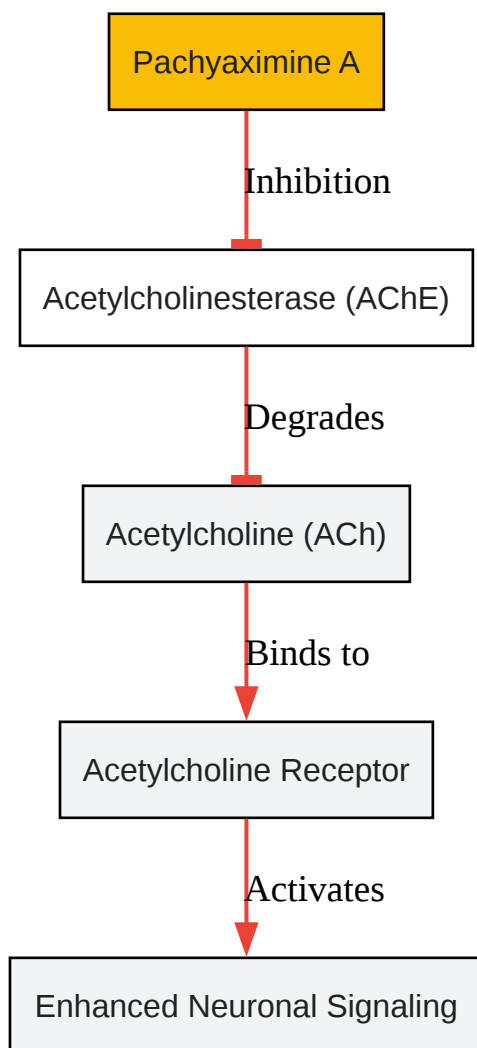 Pachyaximine A
Inhibition
Acetylcholinesterase (AChE)
Degrades
Acetylcholine (ACh)
Binds to
Acetylcholine Receptor
Activates
Enhanced Neuronal Signaling